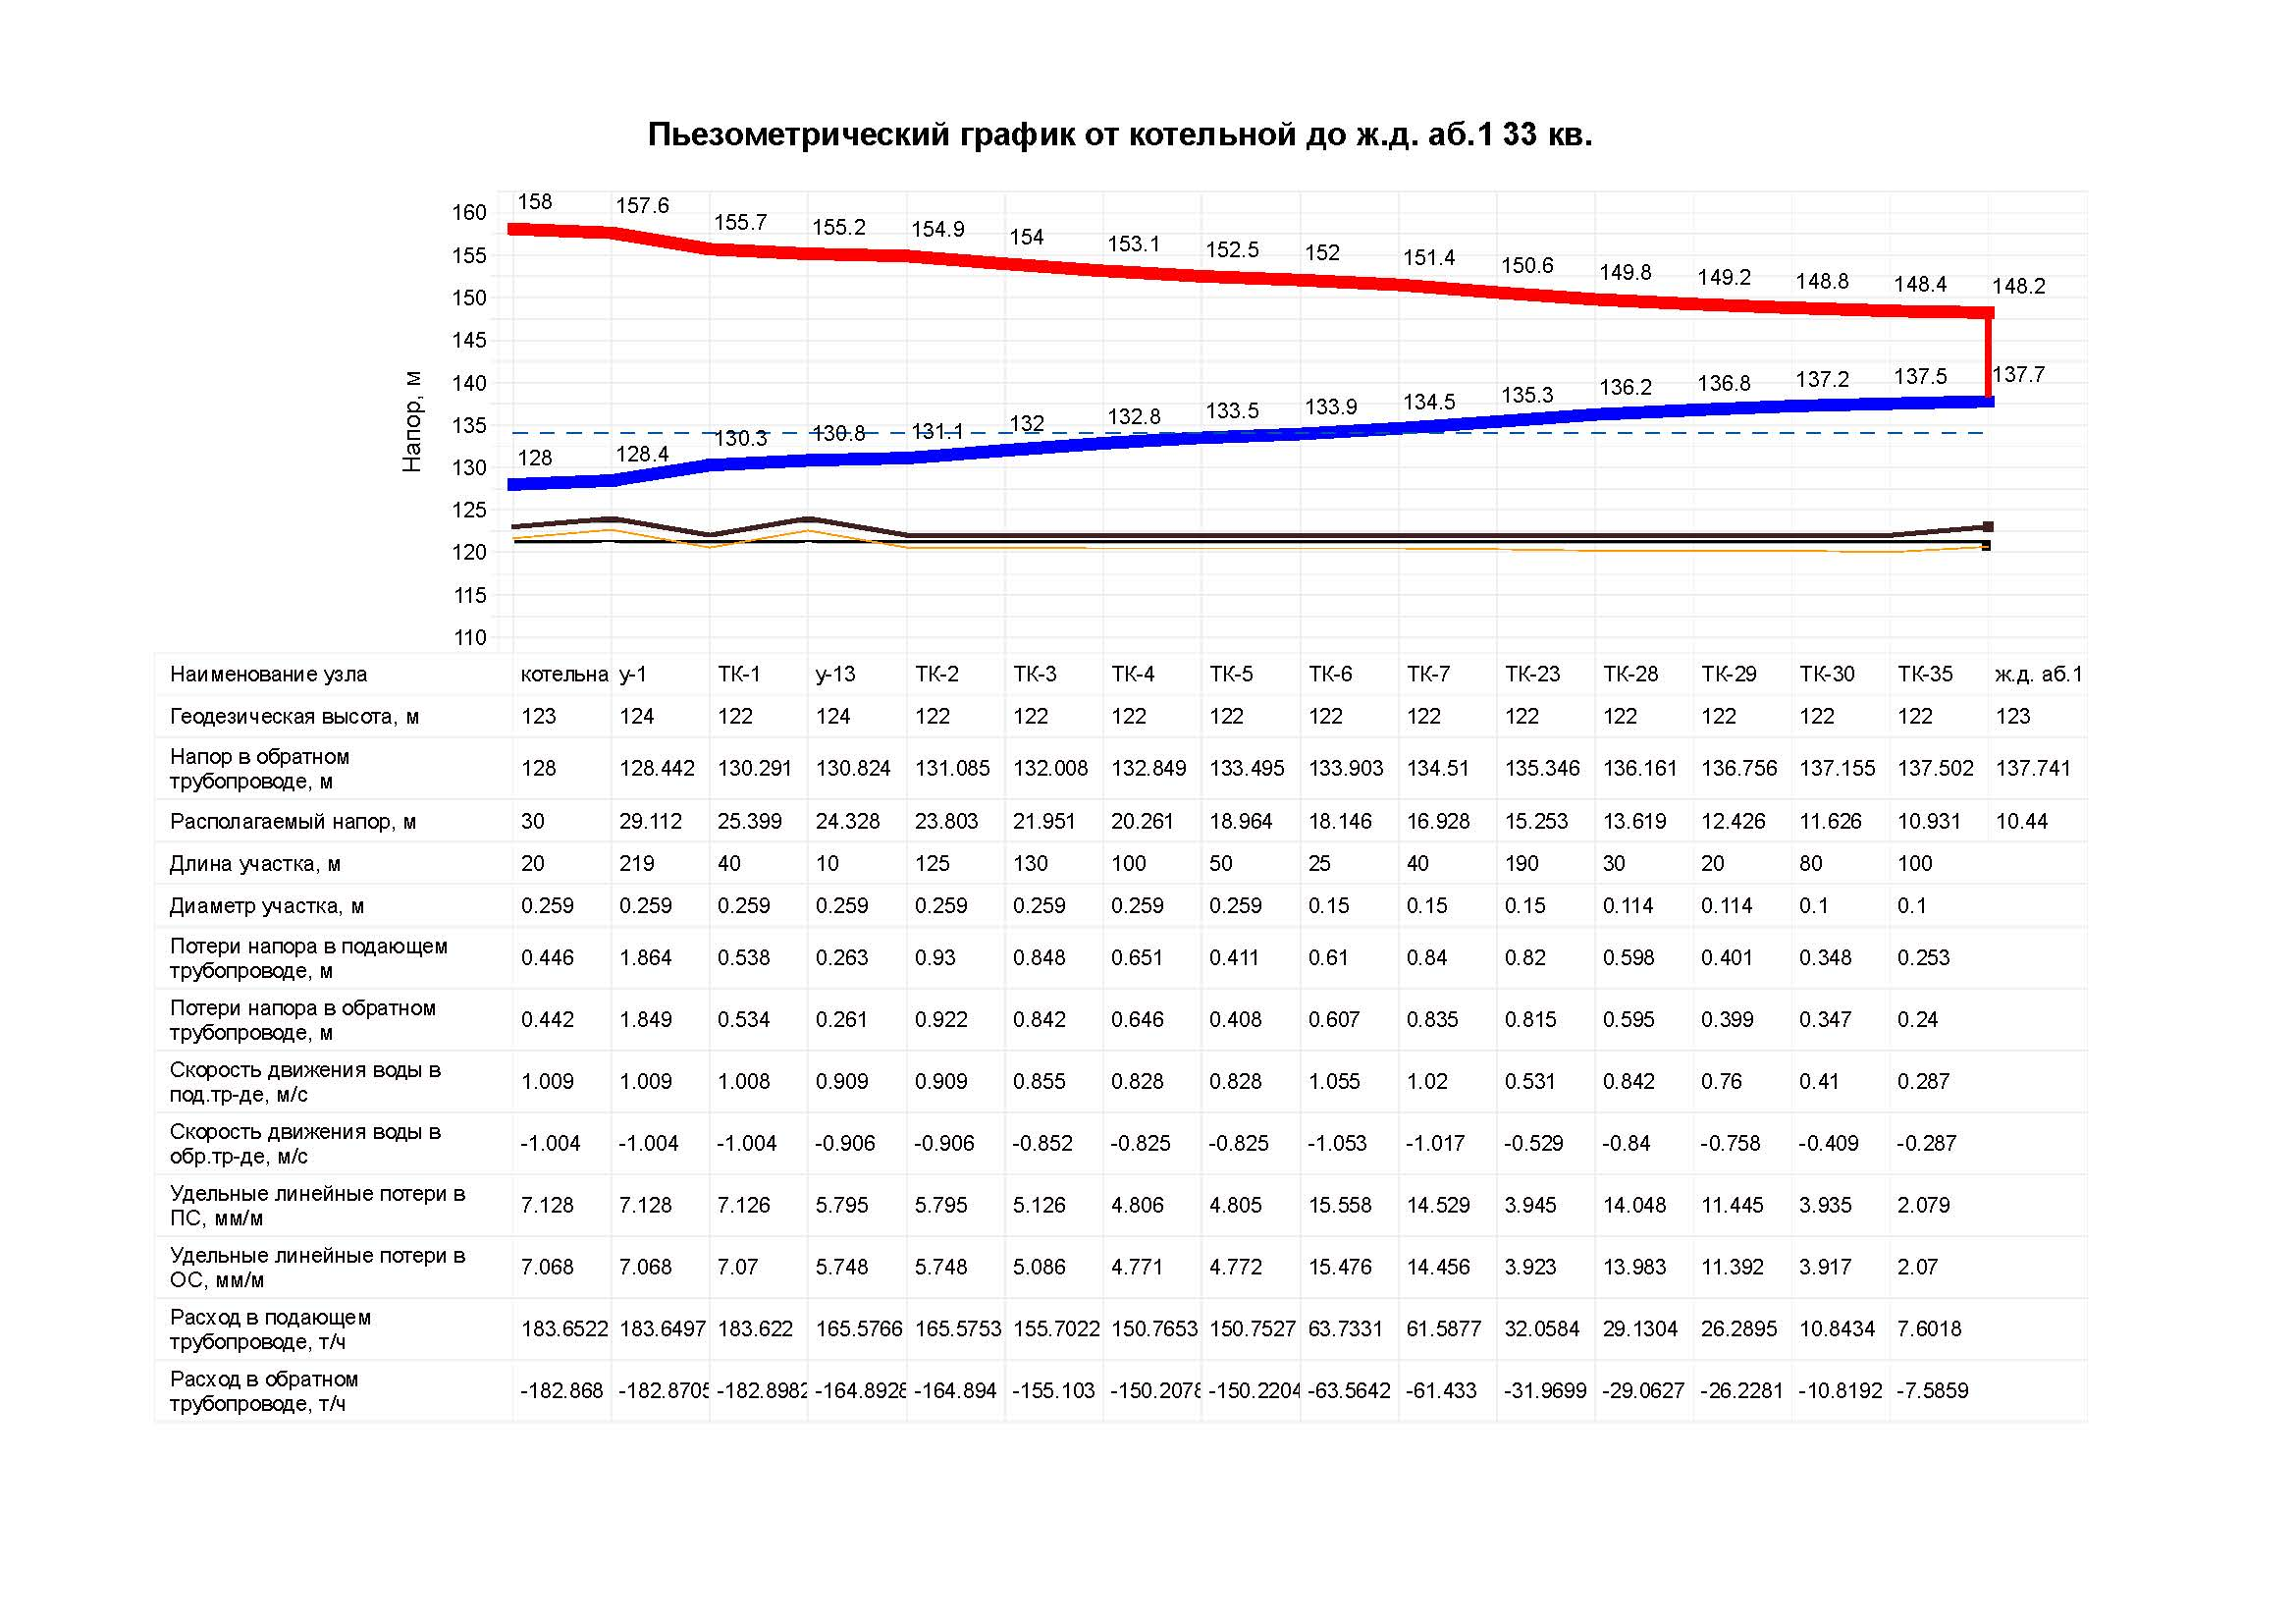 Пьезометрический график от котельной до ж.д. аб.1 33 кв.
Напор, м
160
155
150
145
140
135
130
125
120
115
110
158 157.6 155.7 155.2 154.9 154 153.1 152.5 152 151.4 150.6 149.8 149.2 148.8 148.4 148.2
128 128.4 130.3 130.8 131.1 132 132.8 133.5 133.9 134.5 135.3 136.2 136.8 137.2 137.5 137.7
Наименование узла котельна у-1 ТК-1 у-13 ТК-2 ТК-3 ТК-4 ТК-5 ТК-6 ТК-7 ТК-23 ТК-28 ТК-29 ТК-30 ТК-35 ж.д. аб.1
Геодезическая высота, м 123 124 122 124 122 122 122 122 122 122 122 122 122 122 122 123
Напор в обратном
трубопроводе, м 128 128.442 130.291 130.824 131.085 132.008 132.849 133.495 133.903 134.51 135.346 136.161 136.756 137.155 137.502 137.741
Располагаемый напор, м 30 29.112 25.399 24.328 23.803 21.951 20.261 18.964 18.146 16.928 15.253 13.619 12.426 11.626 10.931 10.44
Длина участка, м 20 219 40 10 125 130 100 50 25 40 190 30 20 80 100
Диаметр участка, м 0.259 0.259 0.259 0.259 0.259 0.259 0.259 0.259 0.15 0.15 0.15 0.114 0.114 0.1 0.1
Потери напора в подающем
трубопроводе, м 0.446 1.864 0.538 0.263 0.93 0.848 0.651 0.411 0.61 0.84 0.82 0.598 0.401 0.348 0.253
Потери напора в обратном
трубопроводе, м 0.442 1.849 0.534 0.261 0.922 0.842 0.646 0.408 0.607 0.835 0.815 0.595 0.399 0.347 0.24
Скорость движения воды в
под.тр-де, м/с 1.009 1.009 1.008 0.909 0.909 0.855 0.828 0.828 1.055 1.02 0.531 0.842 0.76 0.41 0.287
Скорость движения воды в
обр.тр-де, м/с -1.004 -1.004 -1.004 -0.906 -0.906 -0.852 -0.825 -0.825 -1.053 -1.017 -0.529 -0.84 -0.758 -0.409 -0.287
Удельные линейные потери в
ПС, мм/м 7.128 7.128 7.126 5.795 5.795 5.126 4.806 4.805 15.558 14.529 3.945 14.048 11.445 3.935 2.079
Удельные линейные потери в
ОС, мм/м 7.068 7.068 7.07 5.748 5.748 5.086 4.771 4.772 15.476 14.456 3.923 13.983 11.392 3.917 2.07
Расход в подающем
трубопроводе, т/ч 183.6522 183.6497 183.622 165.5766 165.5753 155.7022 150.7653 150.7527 63.7331 61.5877 32.0584 29.1304 26.2895 10.8434 7.6018
Расход в обратном
трубопроводе, т/ч -182.868 -182.8705 -182.8982 -164.8928 -164.894 -155.103 -150.2078 -150.2204 -63.5642 -61.433 -31.9699 -29.0627 -26.2281 -10.8192 -7.5859